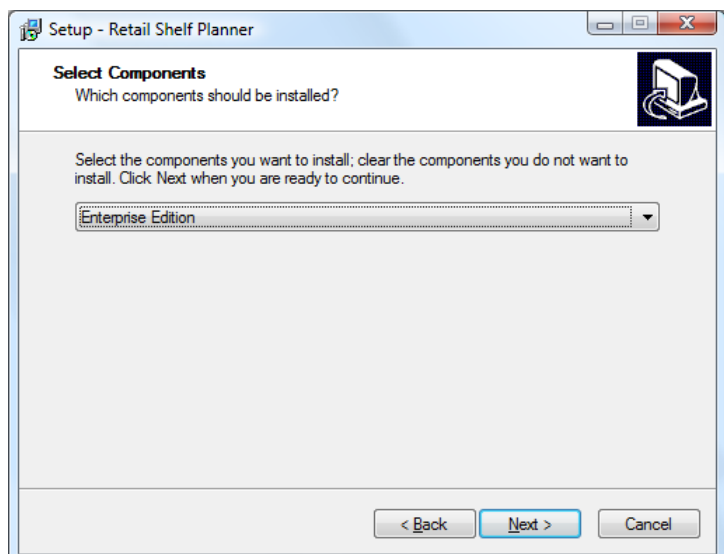 Setup - Retail Shelf Planner
Select Components
Which components should be installed?
Select the components you want to install; clear the components you do not want to
install. Click Next when you are ready to continue.
Enterprise Edition
< Back
Next >
Cancel